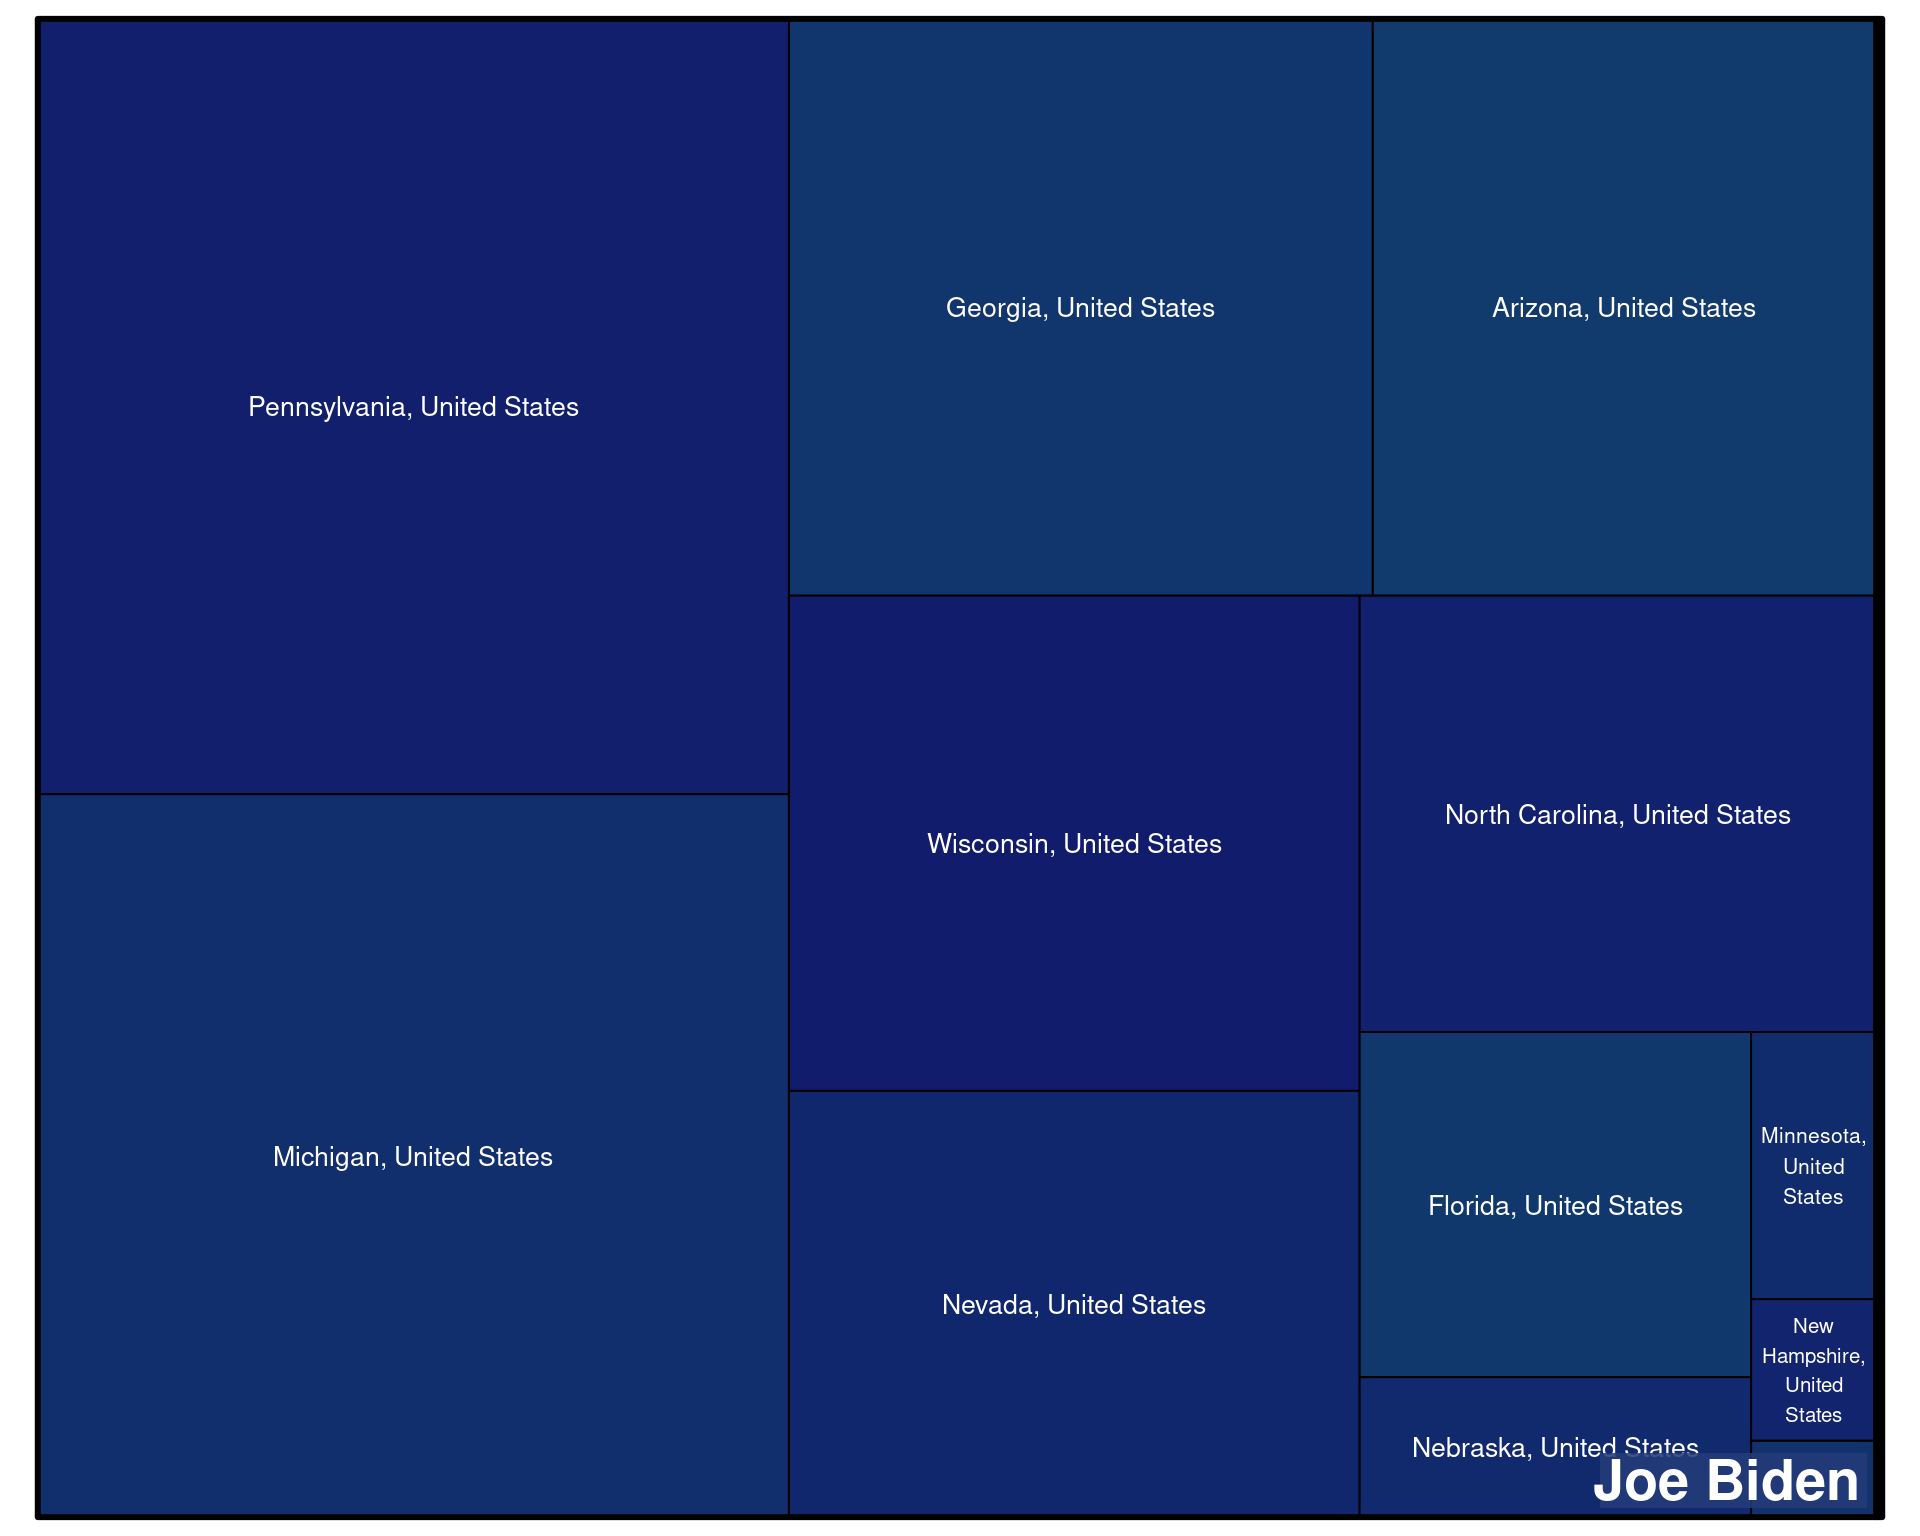 Pennsylvania, United States
Georgia, United States
Arizona, United States
Michigan, United States
Wisconsin, United States
North Carolina, United States
Nevada, United States
Florida, United States
Minnesota,
United
States
New
Hampshire,
United
States
Nebraska, United States
Joe Biden